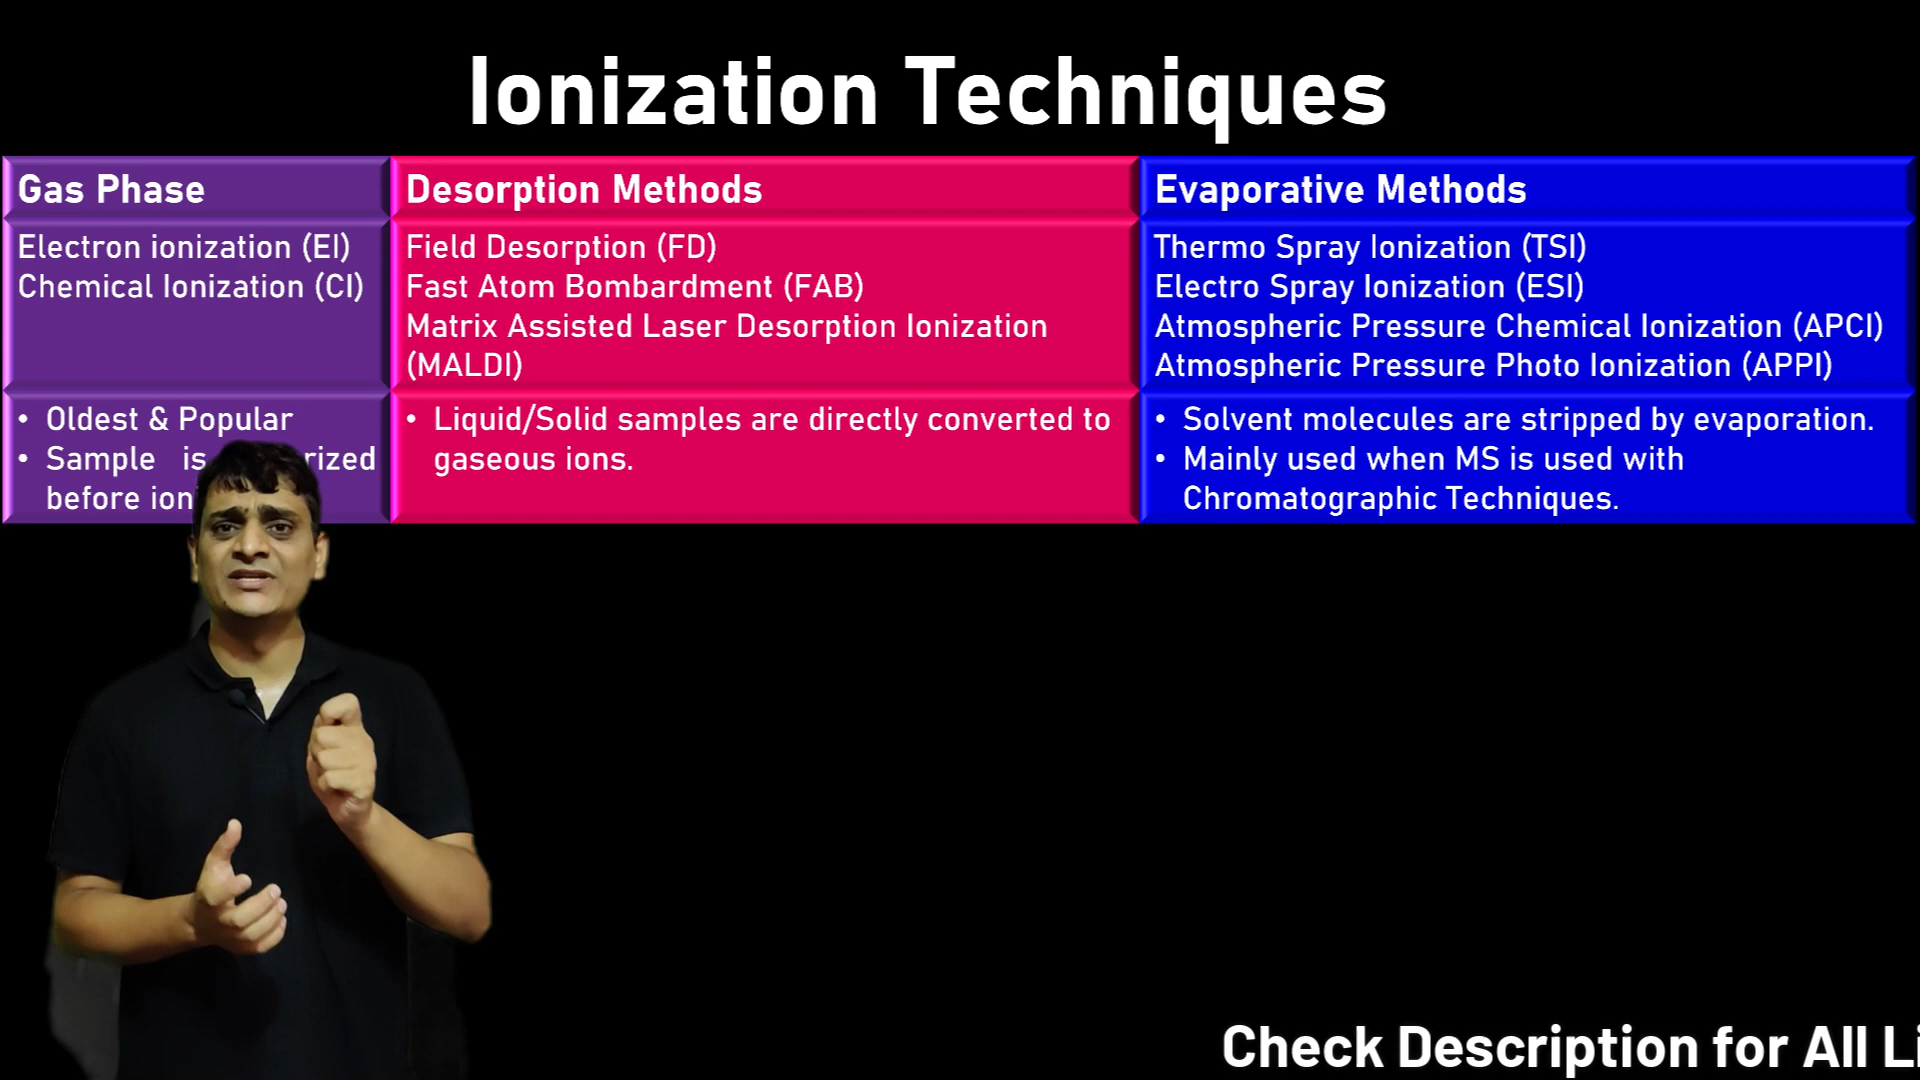 Ionization Techniques
Gas Phase
Desorption Methods
Evaporative Methods
Electron ionization (EI)
Chemical Ionization (CI)
Field Desorption (FD)
Fast Atom Bombardment (FAB)
Matrix Assisted Laser Desorption Ionization
(MALDI)
Thermo Spray Ionization (TSI)
Electro Spray Ionization (ESI)
Atmospheric Pressure Chemical Ionization (APCI)
Atmospheric Pressure Photo Ionization (APPI)
• Oldest & Popular
• Sample is
before
• Liquid/Solid samples are directly converted to
gaseous ions.
• Solvent molecules are stripped by evaporation.
• Mainly used when MS is used with
Chromatographic Techniques.
Check Description for All